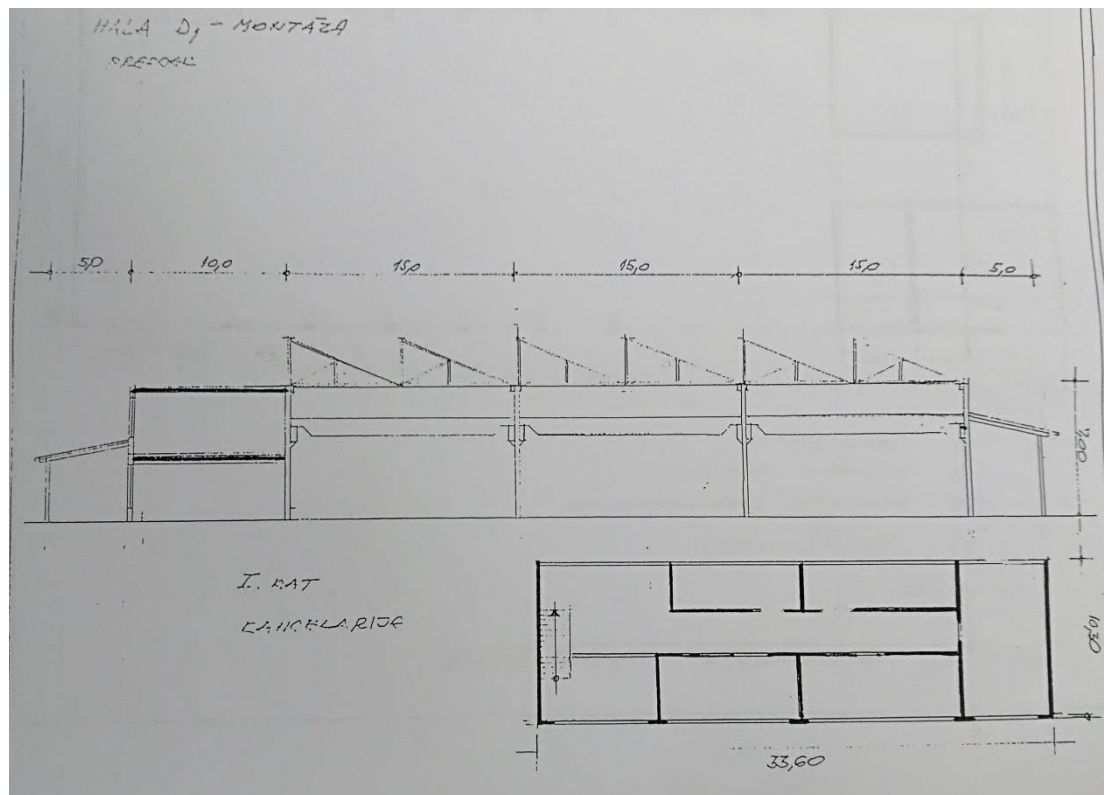 HALA D₁ - MONTAŽA
5,0 10,0 15,0 15,0 15,0 5,0
7,00
I. KAT
KANCELARIJE
10,30
33,60